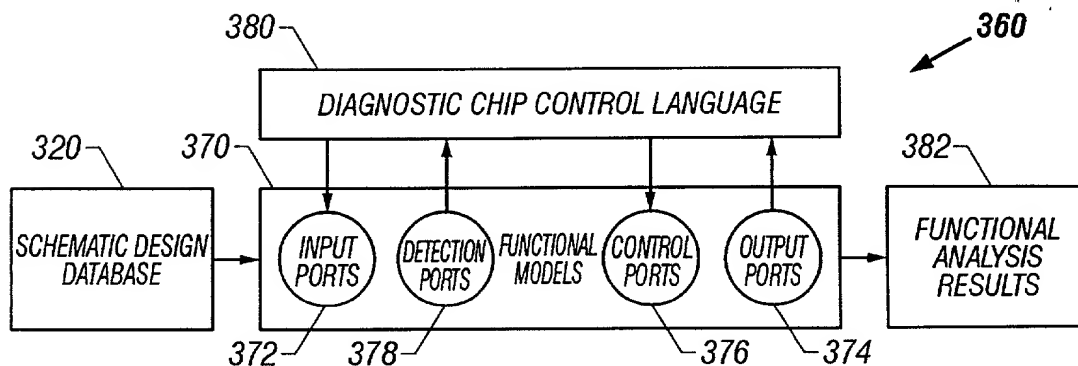 380
360
DIAGNOSTIC CHIP CONTROL LANGUAGE
320
370
382
SCHEMATIC DESIGN
DATABASE
INPUT
PORTS
DETECTION
PORTS
FUNCTIONAL
MODELS
CONTROL
PORTS
OUTPUT
PORTS
FUNCTIONAL
ANALYSIS
RESULTS
372
378
376
374